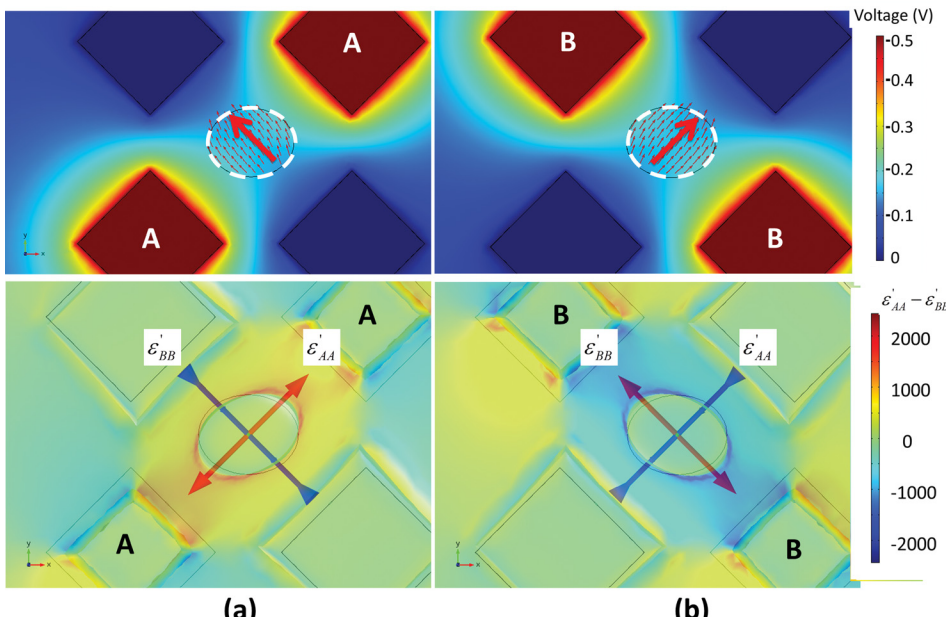 Voltage (V)
A
B
-0.5
-0.4
-0.3
-0.2
-0.1
0
A
B
y
x
y
x
ε'AA − ε'BB
A
B
ε'BB
ε'AA
ε'BB
ε'AA
2000
1000
0
-1000
-2000
A
B
y
x
y
x
(a)
(b)